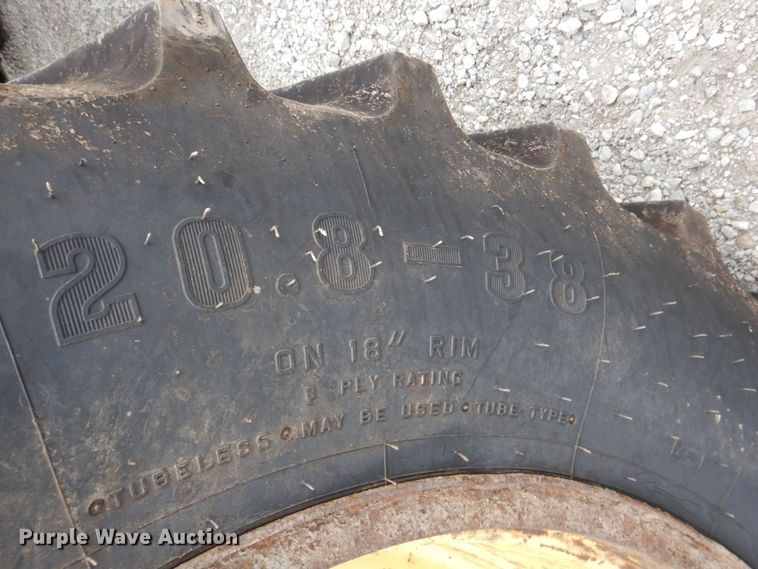 20.8-38
ON 18" RIM
PLY RATING
TUBELESS • MAY BE USED • TUBE TYPE
Purple Wave Auction